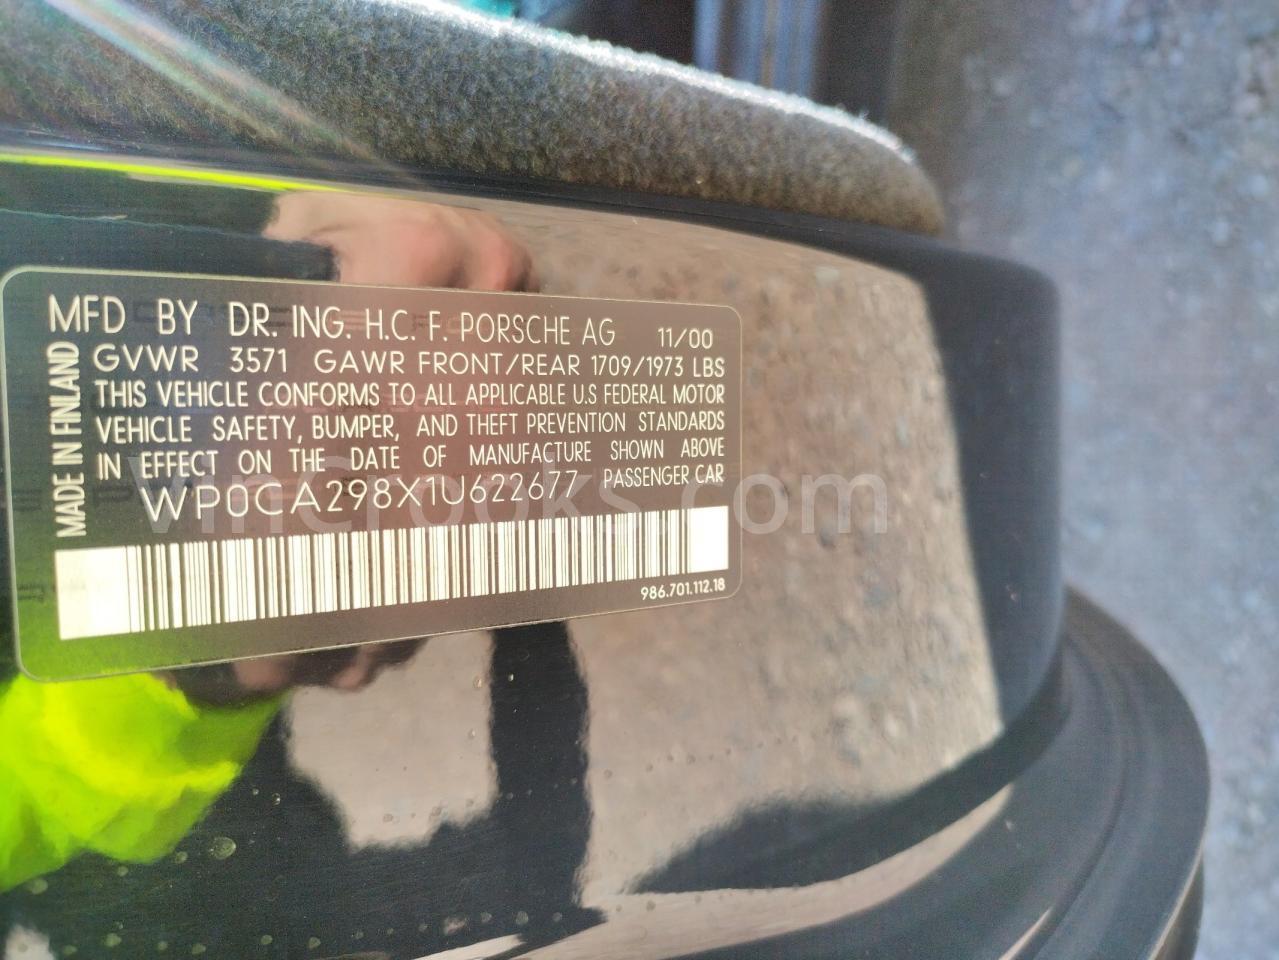 MFD BY DR. ING. H.C. F. PORSCHE AG 11/00
GVWR 3571 GAWR FRONT/REAR 1709/1973 LBS
THIS VEHICLE CONFORMS TO ALL APPLICABLE U.S FEDERAL MOTOR
VEHICLE SAFETY, BUMPER, AND THEFT PREVENTION STANDARDS
IN EFFECT ON THE DATE OF MANUFACTURE SHOWN ABOVE
WP0CA298X1U622677 PASSENGER CAR
986.701.112.18
MADE IN FINLAND
VinCrooks.com